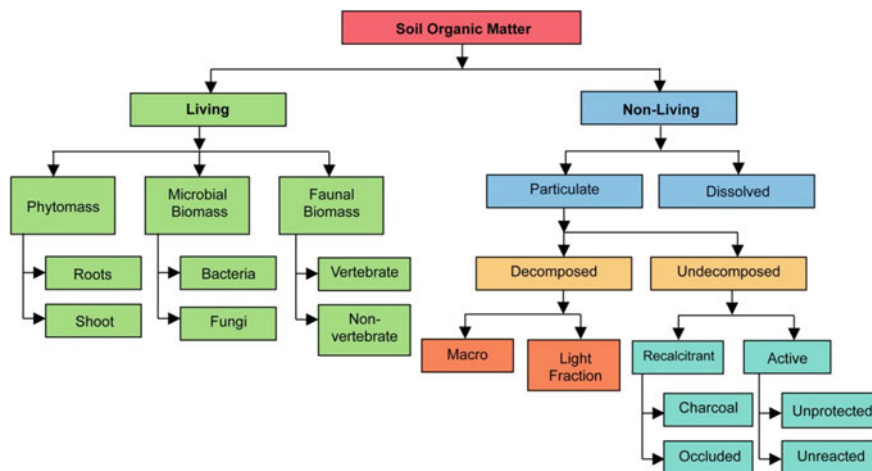 Soil Organic Matter
Living
Non-Living
Phytomass
Microbial
Biomass
Faunal
Biomass
Particulate
Dissolved
Roots
Bacteria
Vertebrate
Decomposed
Undecomposed
Shoot
Fungi
Non-
vertebrate
Macro
Light
Fraction
Recalcitrant
Active
Charcoal
Unprotected
Occluded
Unreacted